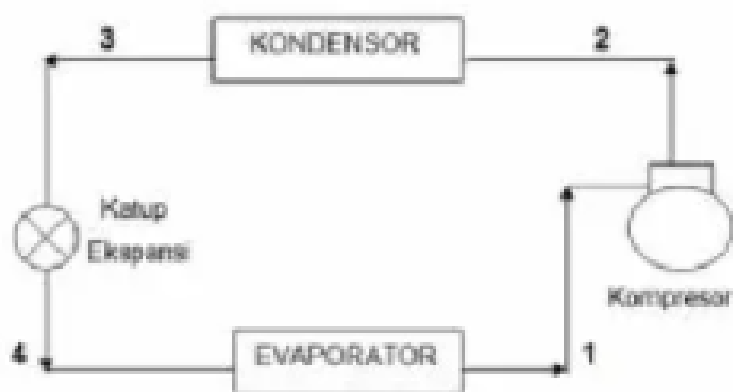 3
KONDENSOR
2
Katup
Ekspansi
Kompresor
4
EVAPORATOR
1